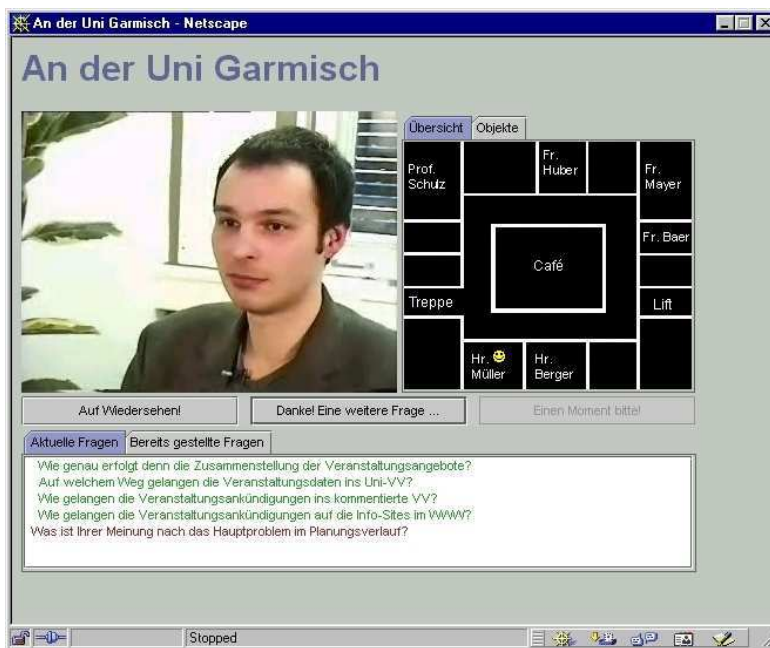 An der Uni Garmisch - Netscape
An der Uni Garmisch
Übersicht
Objekte
Prof.
Schulz
Fr.
Huber
Fr.
Mayer
Fr. Baer
Café
Treppe
Lift
Hr.
Müller
Hr.
Berger
Auf Wiedersehen!
Danke! Eine weitere Frage ...
Einen Moment bitte!
Aktuelle Fragen
Bereits gestellte Fragen
Wie genau erfolgt denn die Zusammenstellung der Veranstaltungsangebote?
Auf welchem Weg gelangen die Veranstaltungsdaten ins Uni-VV?
Wie gelangen die Veranstaltungsankündigungen ins kommentierte VV?
Wie gelangen die Veranstaltungsankündigungen auf die Info-Sites im WWW?
Was ist Ihrer Meinung nach das Hauptproblem im Planungsverlauf?
Stopped